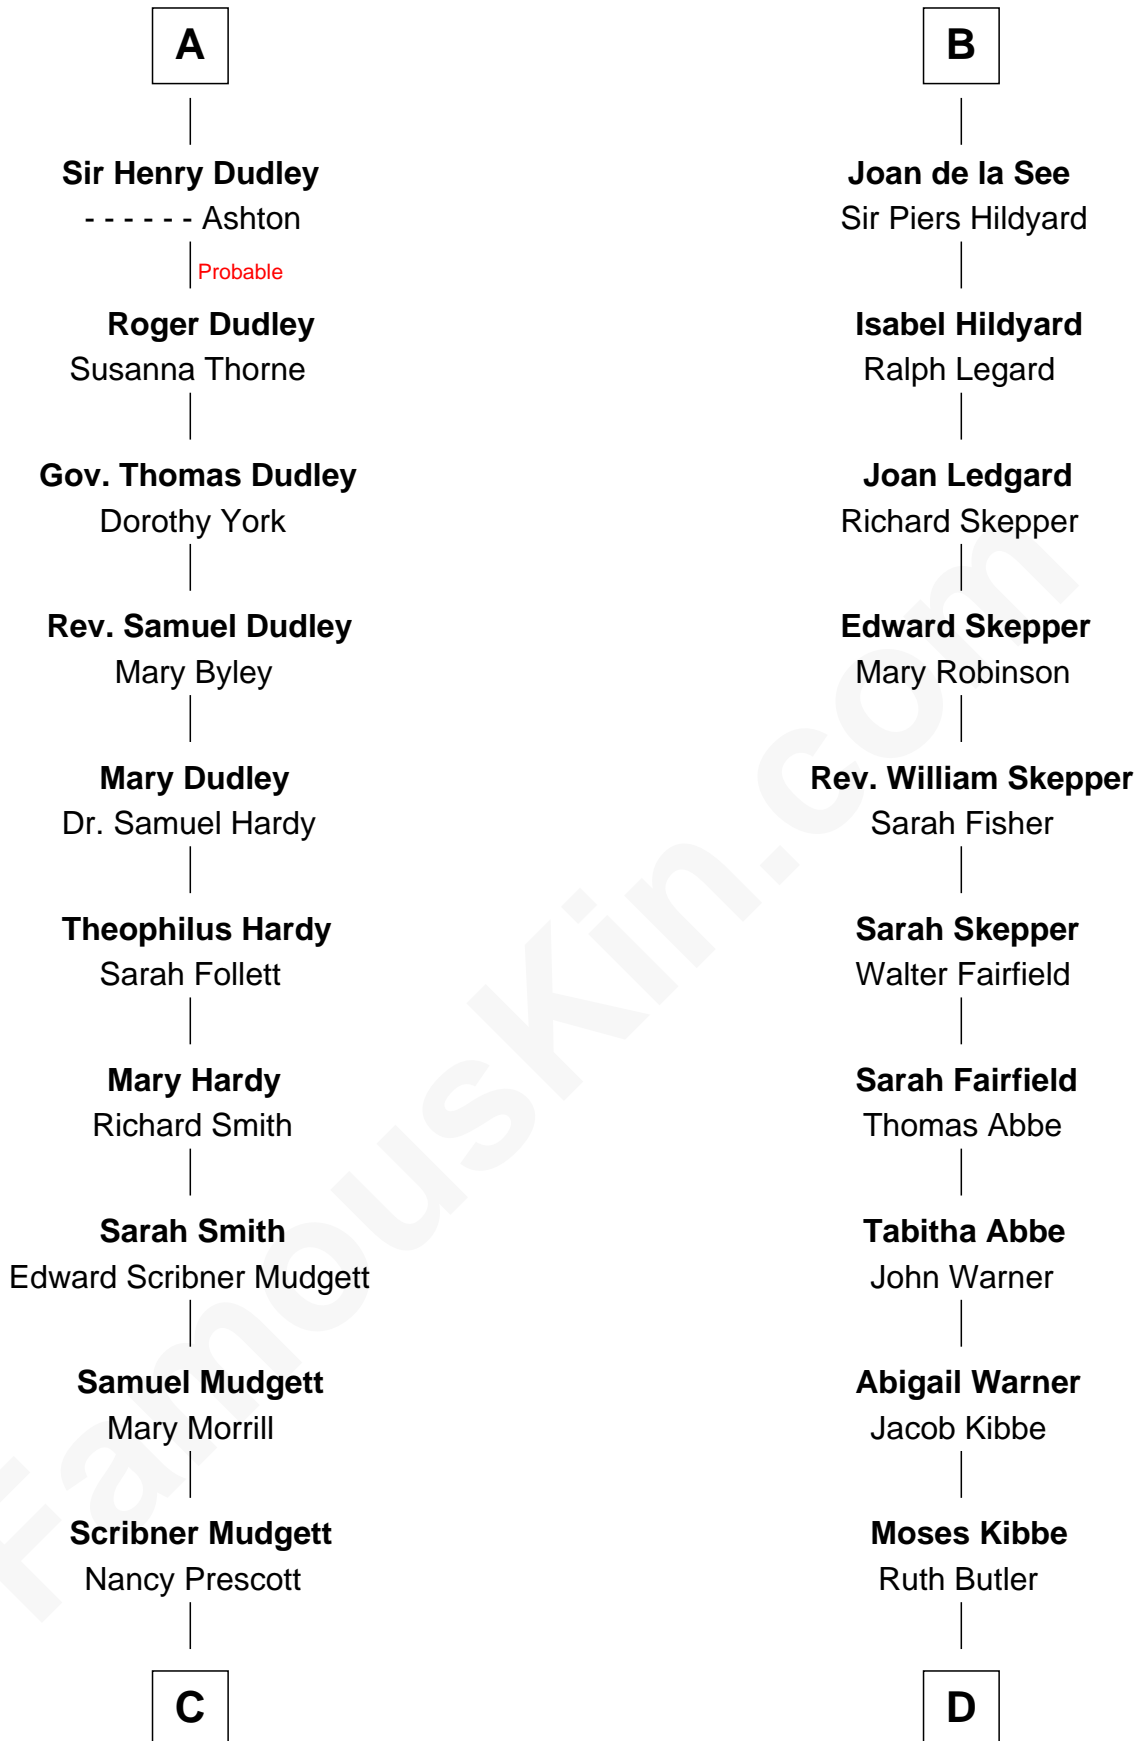 A
Sir Henry Dudley
- - - - - - Ashton
Probable
Roger Dudley
Susanna Thorne
Gov. Thomas Dudley
Dorothy York
Rev. Samuel Dudley
Mary Byley
Mary Dudley
Dr. Samuel Hardy
Theophilus Hardy
Sarah Follett
Mary Hardy
Richard Smith
Sarah Smith
Edward Scribner Mudgett
Samuel Mudgett
Mary Morrill
Scribner Mudgett
Nancy Prescott
C
B
Joan de la See
Sir Piers Hildyard
Isabel Hildyard
Ralph Legard
Joan Ledgard
Richard Skepper
Edward Skepper
Mary Robinson
Rev. William Skepper
Sarah Fisher
Sarah Skepper
Walter Fairfield
Sarah Fairfield
Thomas Abbe
Tabitha Abbe
John Warner
Abigail Warner
Jacob Kibbe
Moses Kibbe
Ruth Butler
D
FamousKin.com